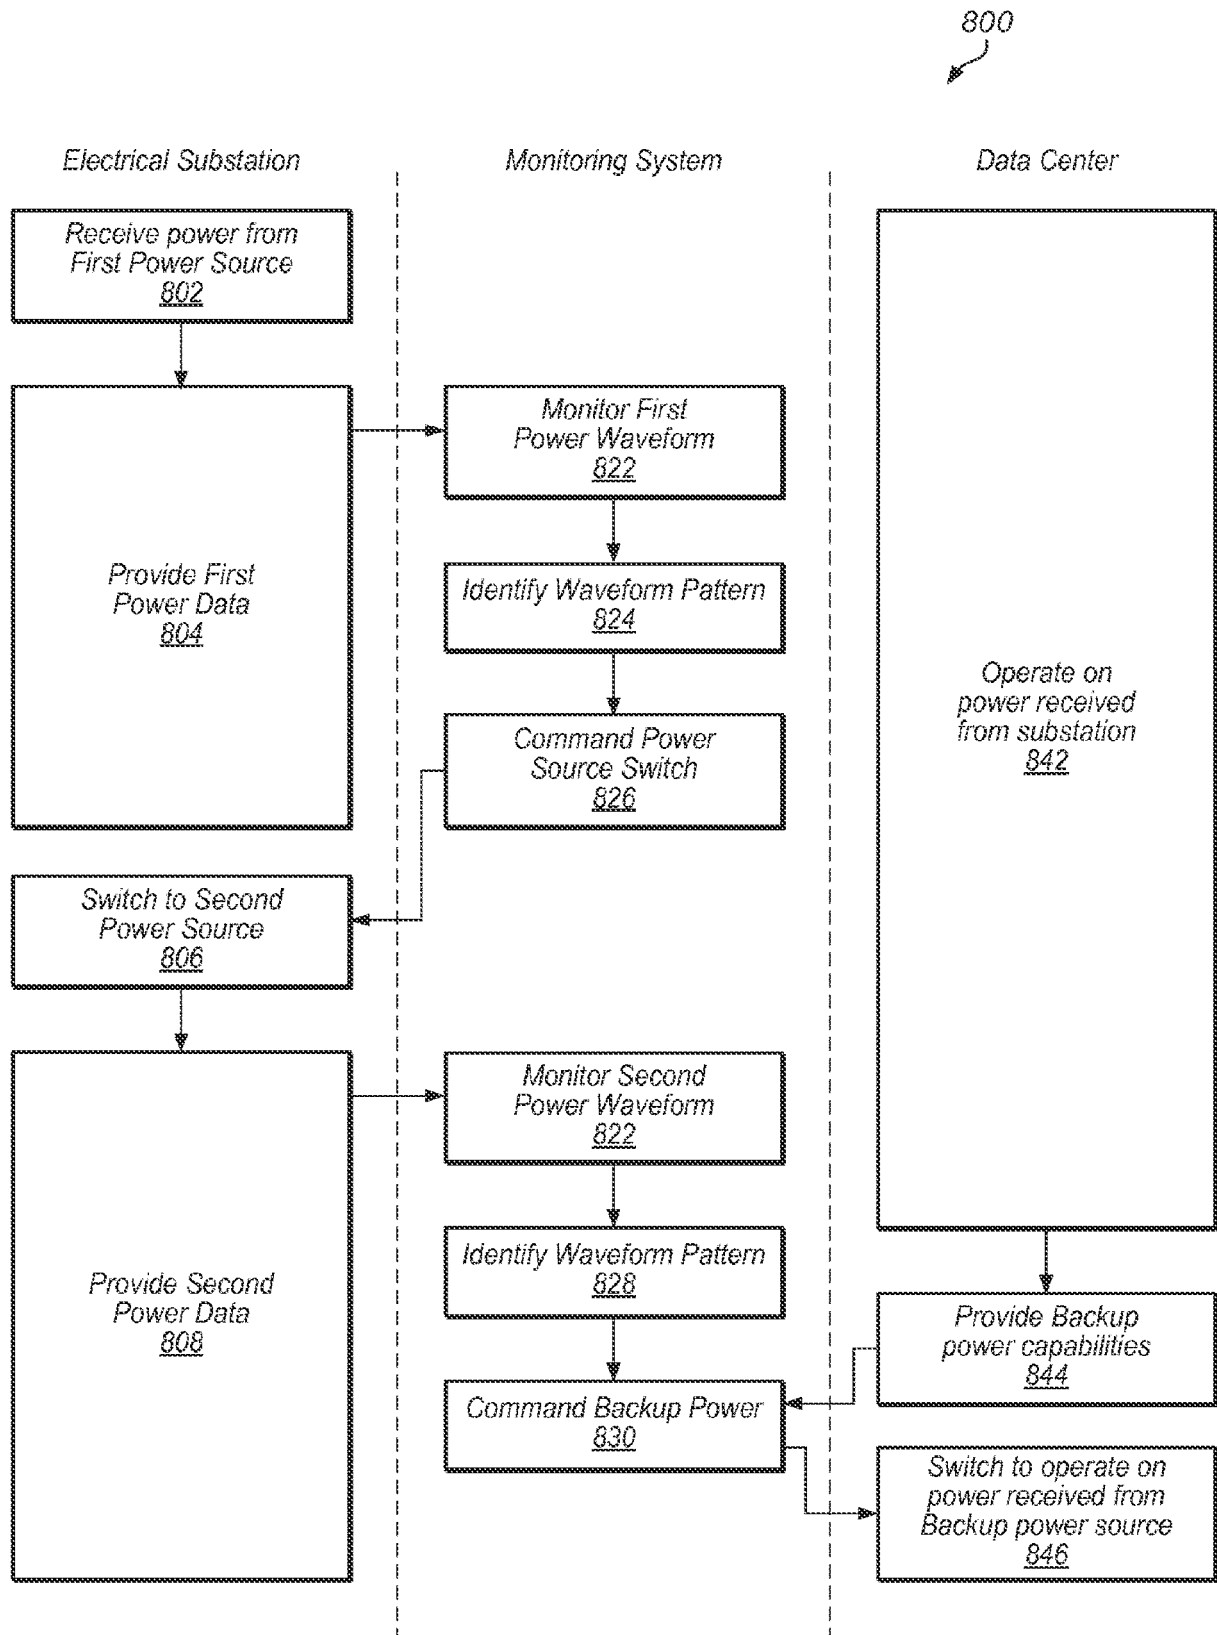 800
Electrical Substation
Monitoring System
Data Center
Receive power from
First Power Source
802
Provide First
Power Data
804
Monitor First
Power Waveform
822
Identify Waveform Pattern
824
Command Power
Source Switch
826
Operate on
power received
from substation
842
Switch to Second
Power Source
806
Provide Second
Power Data
808
Monitor Second
Power Waveform
822
Identify Waveform Pattern
828
Command Backup Power
830
Provide Backup
power capabilities
844
Switch to operate on
power received from
Backup power source
846